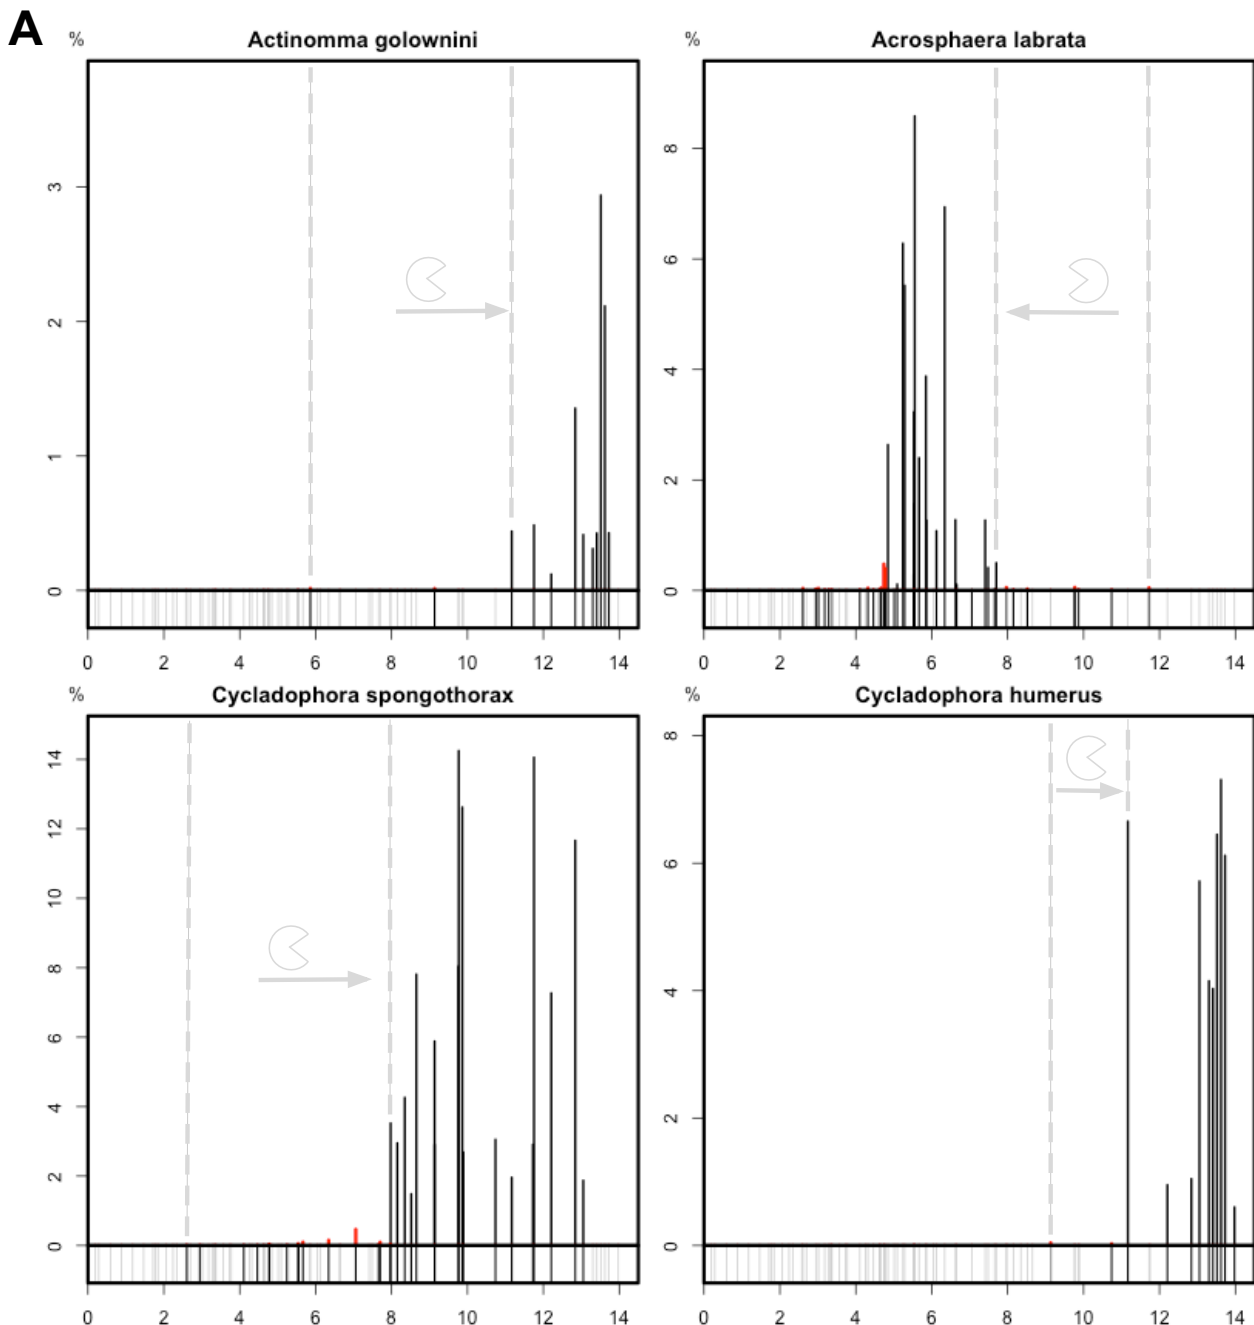 A
% Actinomma golownini
3
2
1
0
0 2 4 6 8 10 12 14
% Acrosphaera labrata
8
6
4
2
0
0 2 4 6 8 10 12 14
% Cycladophora spongothorax
14
12
10
8
6
4
2
0
0 2 4 6 8 10 12 14
% Cycladophora humerus
8
6
4
2
0
0 2 4 6 8 10 12 14